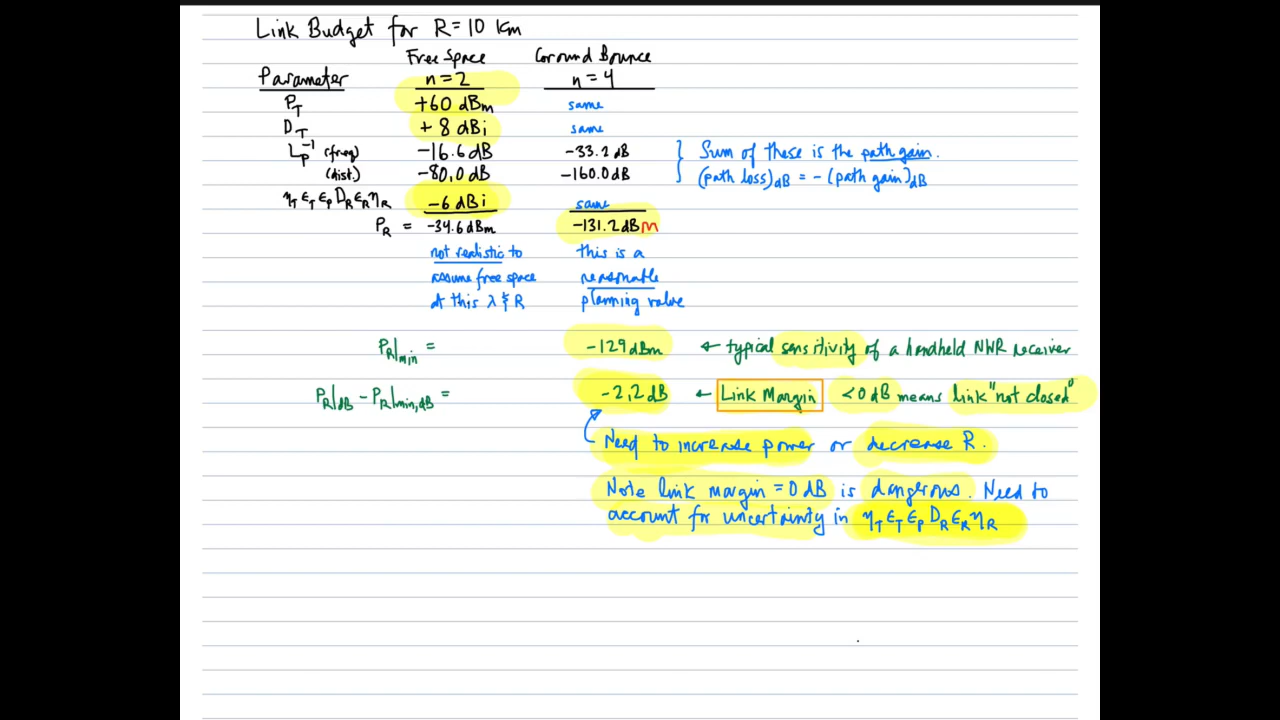 Link Budget for R=10 Km
Free Space Ground Bounce
Parameter n=2 n=4
P_T +60 dBm same
D_T +8 dBi same
L_p^-1 (freq) -16.6 dB -33.2 dB } Sum of these is the path gain.
(dist.) -80.0 dB -160.0 dB (path loss)_dB = -(path gain)_dB
η_T ε_T ε_p D_R ε_R η_R -6 dBi same
P_R = -34.6 dBm -131.2 dBm
not realistic to this is a
assume free space reasonable
at this λ & R planning value
P_R|min = -129 dBm ← typical sensitivity of a handheld NWR receiver
P_R|dB - P_R|min,dB = -2.2 dB ← Link Margin <0 dB means link "not closed"
Need to increase power or decrease R.
Note link margin = 0 dB is dangerous. Need to
account for uncertainty in η_T ε_T ε_p D_R ε_R η_R